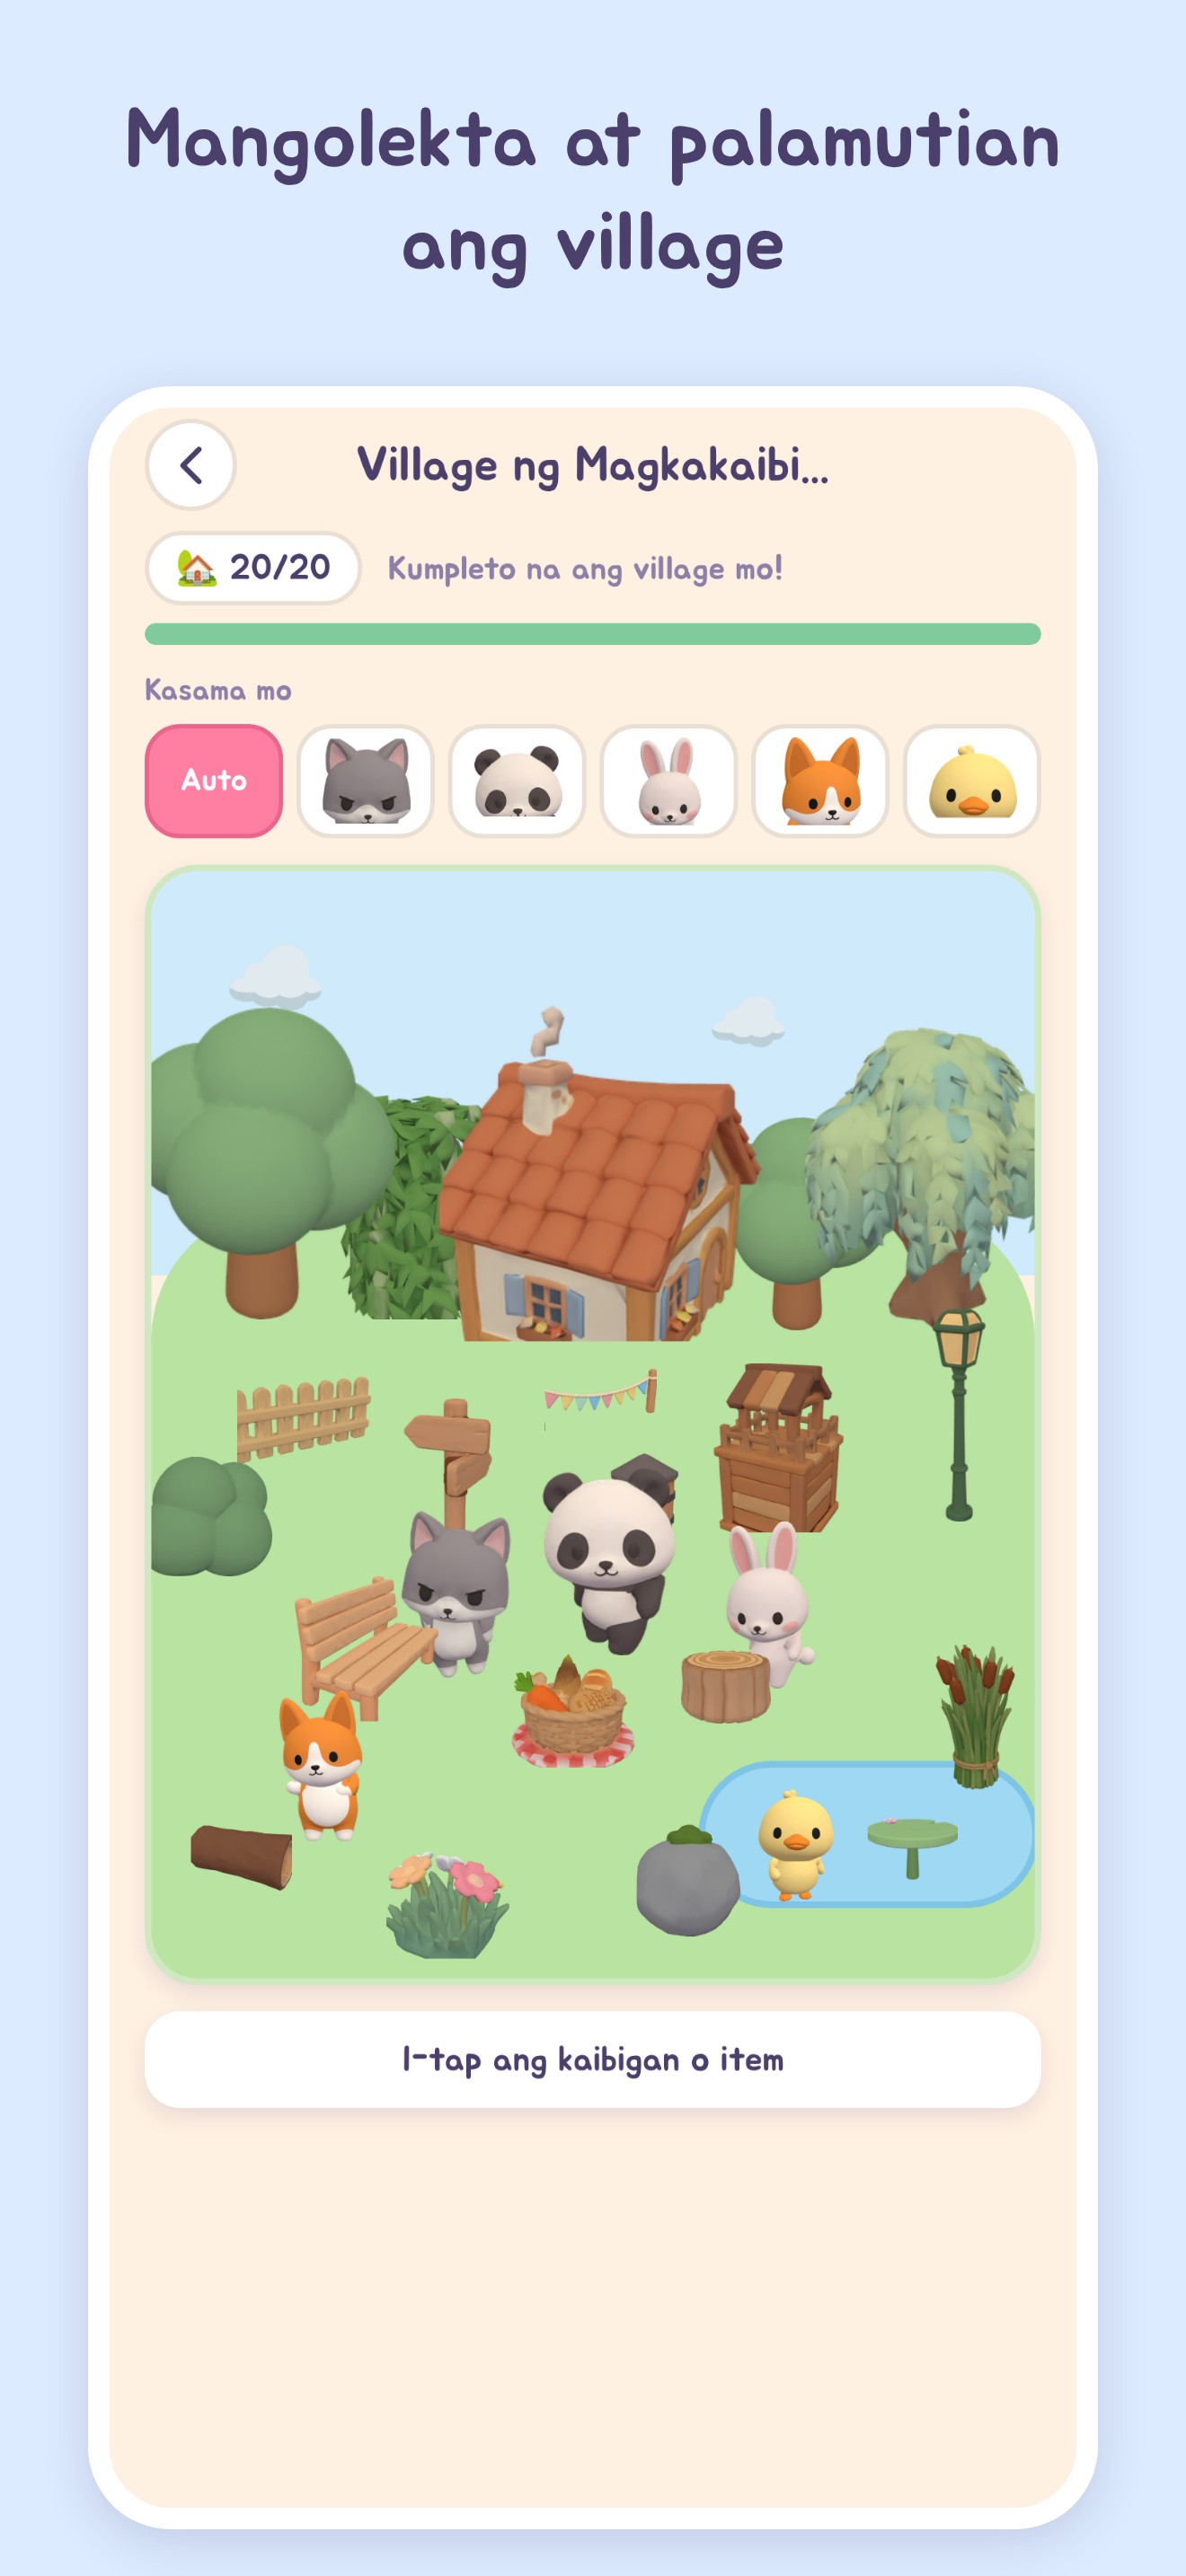 Mangolekta at palamutian
ang village
Village ng Magkakaibi...
20/20
Kumpleto na ang village mo!
Kasama mo
Auto
I-tap ang kaibigan o item